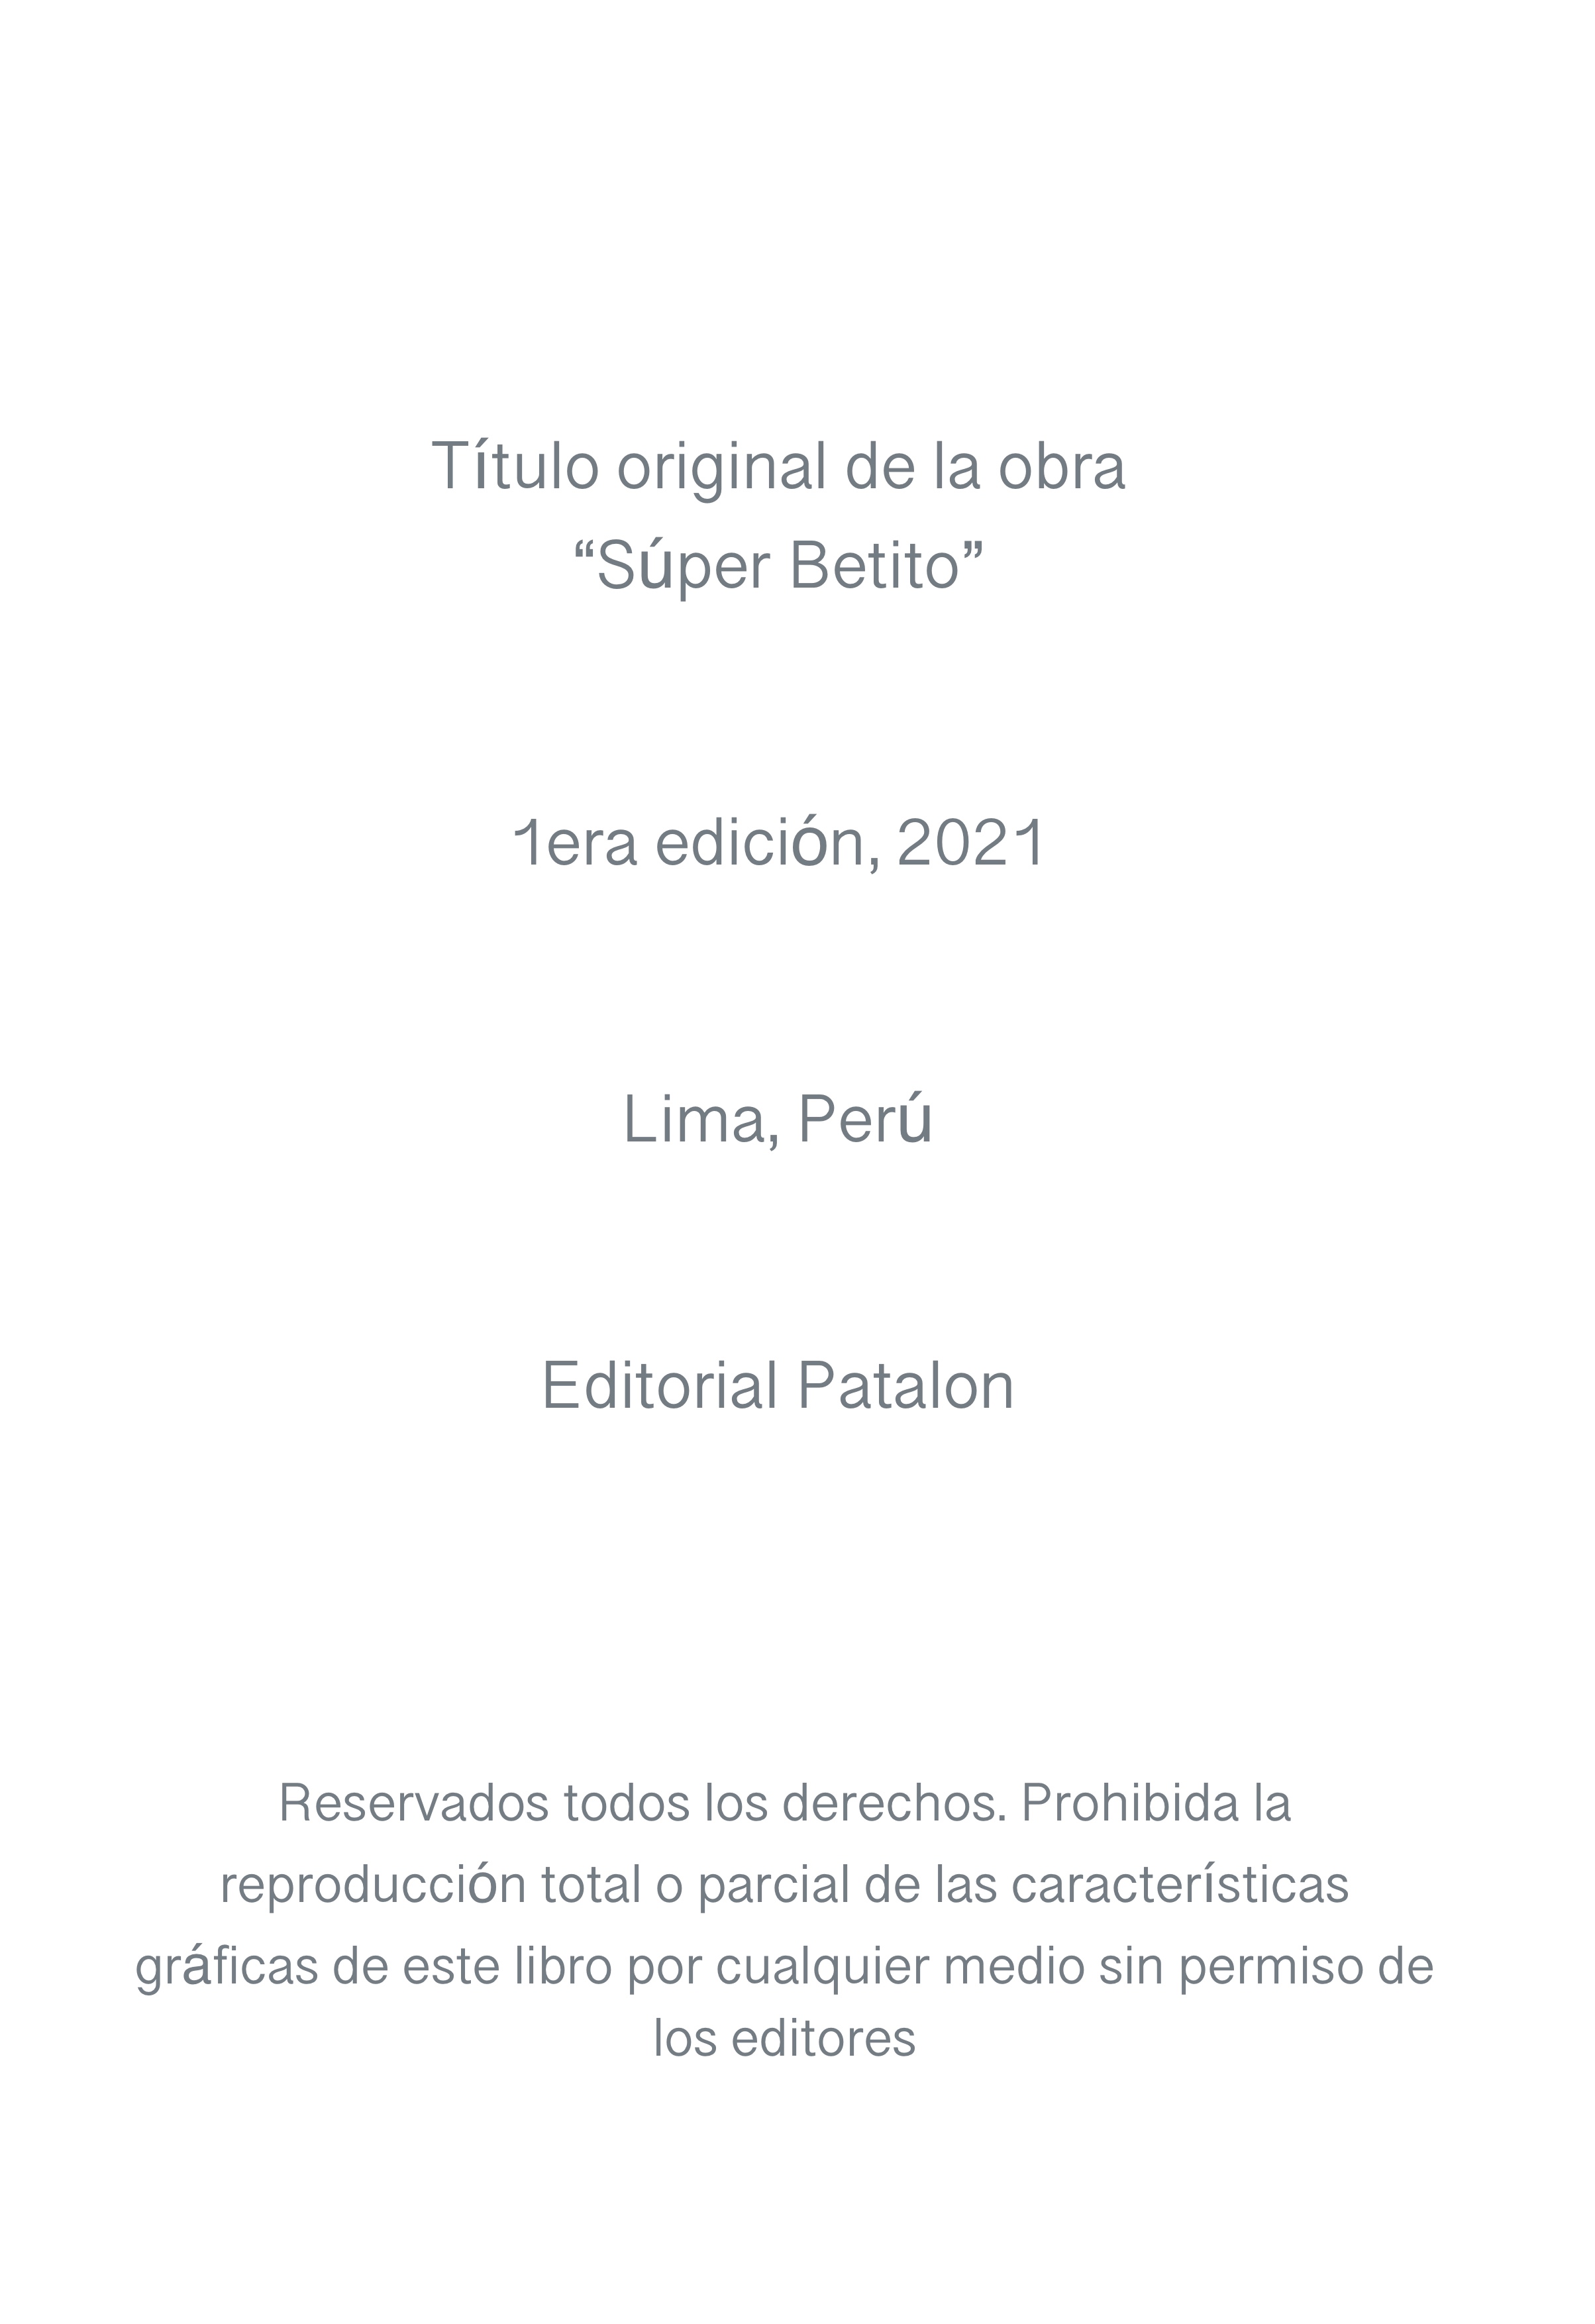 Título original de la obra
“Súper Betito”
1era edición, 2021
Lima, Perú
Editorial Patalon
Reservados todos los derechos. Prohibida la
reproducción total o parcial de las características
gráficas de este libro por cualquier medio sin permiso de
los editores